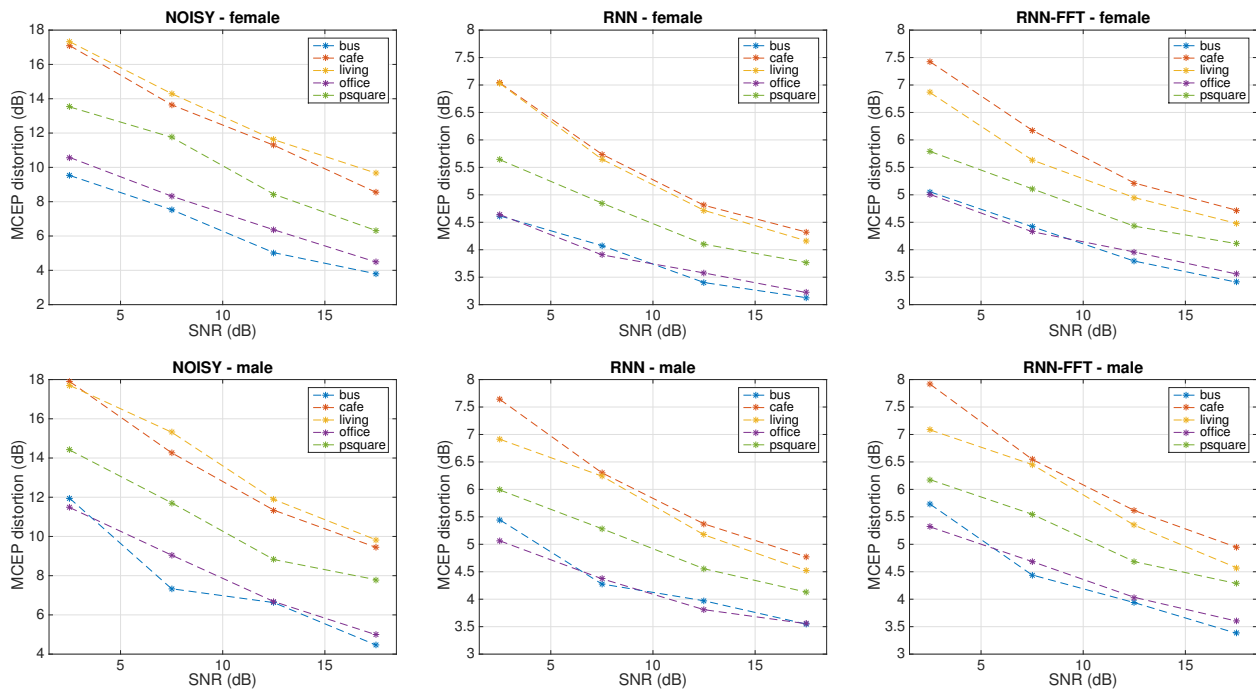 NOISY - female
18
16
14
12
10
8
6
4
2
MCEP distortion (dB)
5
10
15
SNR (dB)
bus
cafe
living
office
psquare
RNN - female
8
7.5
7
6.5
6
5.5
5
4.5
4
3.5
3
MCEP distortion (dB)
5
10
15
SNR (dB)
bus
cafe
living
office
psquare
RNN-FFT - female
8
7.5
7
6.5
6
5.5
5
4.5
4
3.5
3
MCEP distortion (dB)
5
10
15
SNR (dB)
bus
cafe
living
office
psquare
NOISY - male
18
16
14
12
10
8
6
4
MCEP distortion (dB)
5
10
15
SNR (dB)
bus
cafe
living
office
psquare
RNN - male
8
7.5
7
6.5
6
5.5
5
4.5
4
3.5
3
MCEP distortion (dB)
5
10
15
SNR (dB)
bus
cafe
living
office
psquare
RNN-FFT - male
8
7.5
7
6.5
6
5.5
5
4.5
4
3.5
3
MCEP distortion (dB)
5
10
15
SNR (dB)
bus
cafe
living
office
psquare